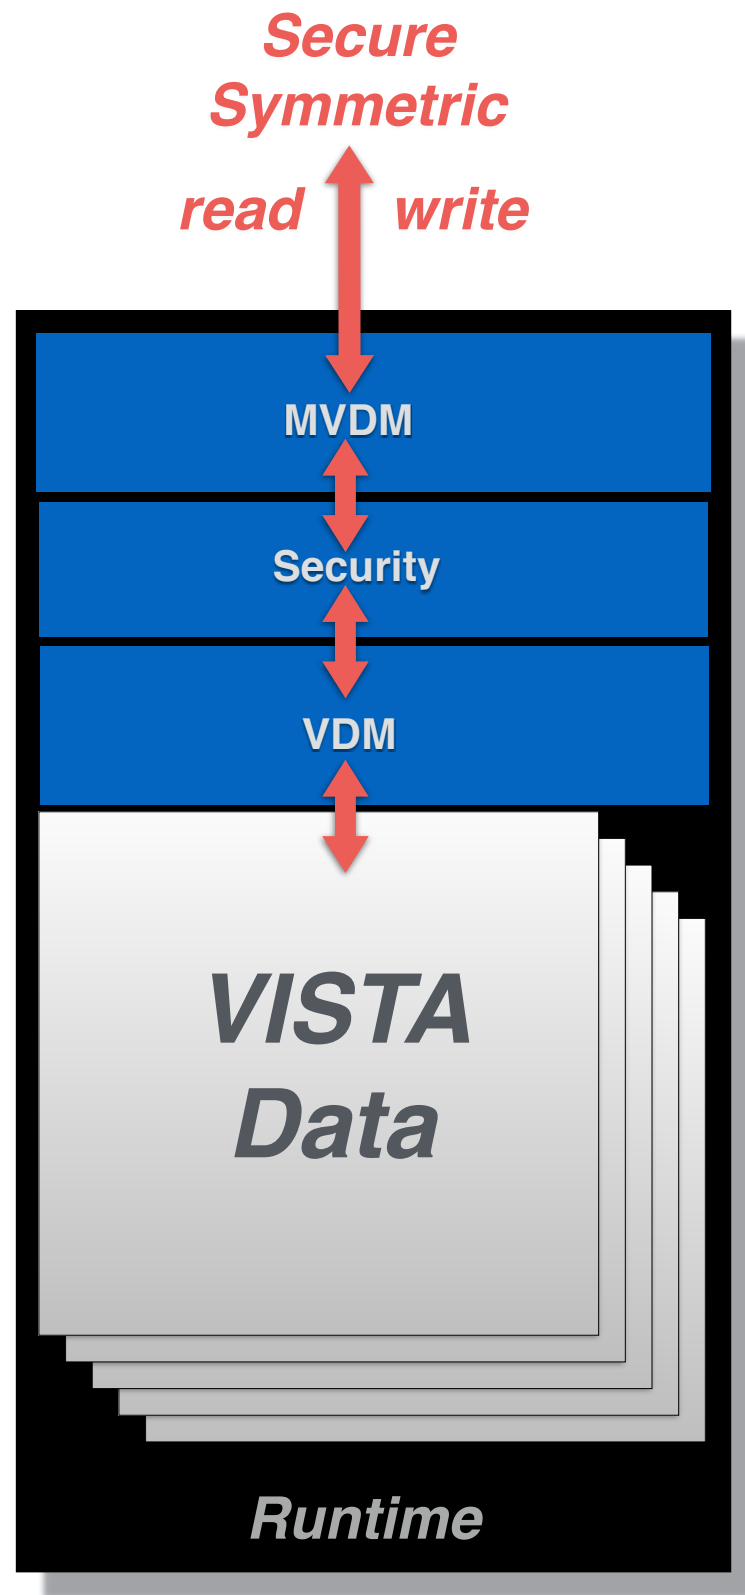 Secure
Symmetric
read write
MVDM
Security
VDM
VISTA
Data
Runtime